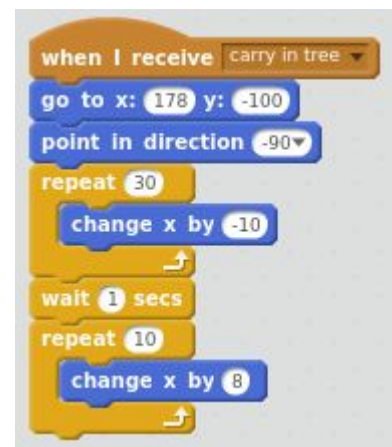 when I receive carry in tree
go to x: 178 y: -100
point in direction -90
repeat 30
change x by -10
wait 1 secs
repeat 10
change x by 8